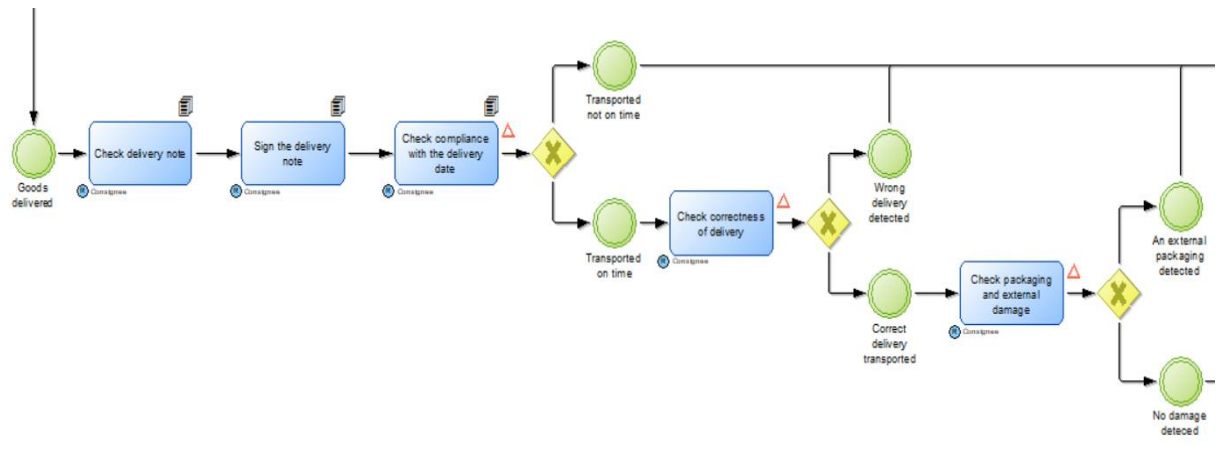 Goods
delivered
Check delivery note
Consignee
Sign the delivery
note
Consignee
Check compliance
with the delivery
date
Consignee
Transported
not on time
Transported
on time
Check correctness
of delivery
Consignee
Wrong
delivery
detected
Correct
delivery
transported
Check packaging
and external
damage
Consignee
An external
packaging
detected
No damage
deteced